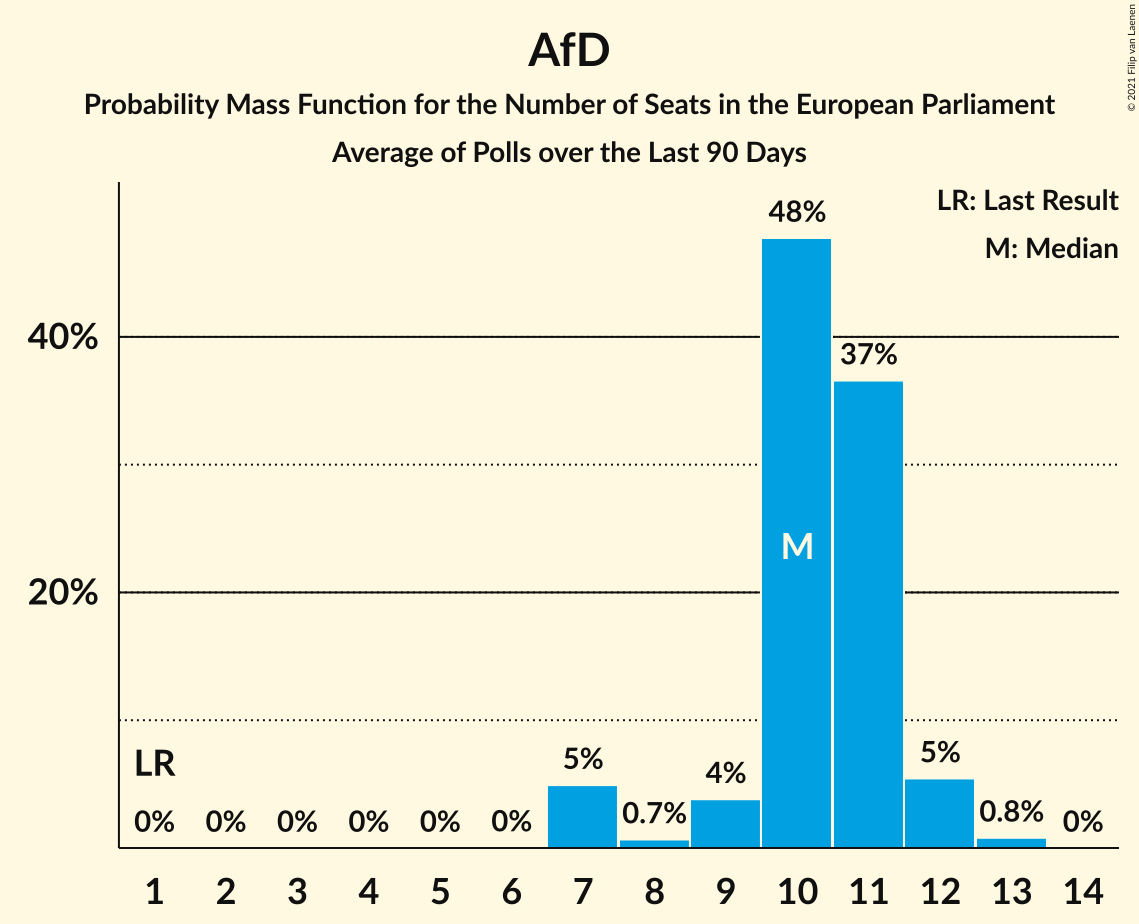 AfD
Probability Mass Function for the Number of Seats in the European Parliament
Average of Polls over the Last 90 Days
© 2021 Filip van Laenen
LR: Last Result
M: Median
40%
20%
LR
0%
0%
0%
0%
0%
0%
5%
0.7%
4%
48%
M
37%
5%
0.8%
0%
1 2 3 4 5 6 7 8 9 10 11 12 13 14